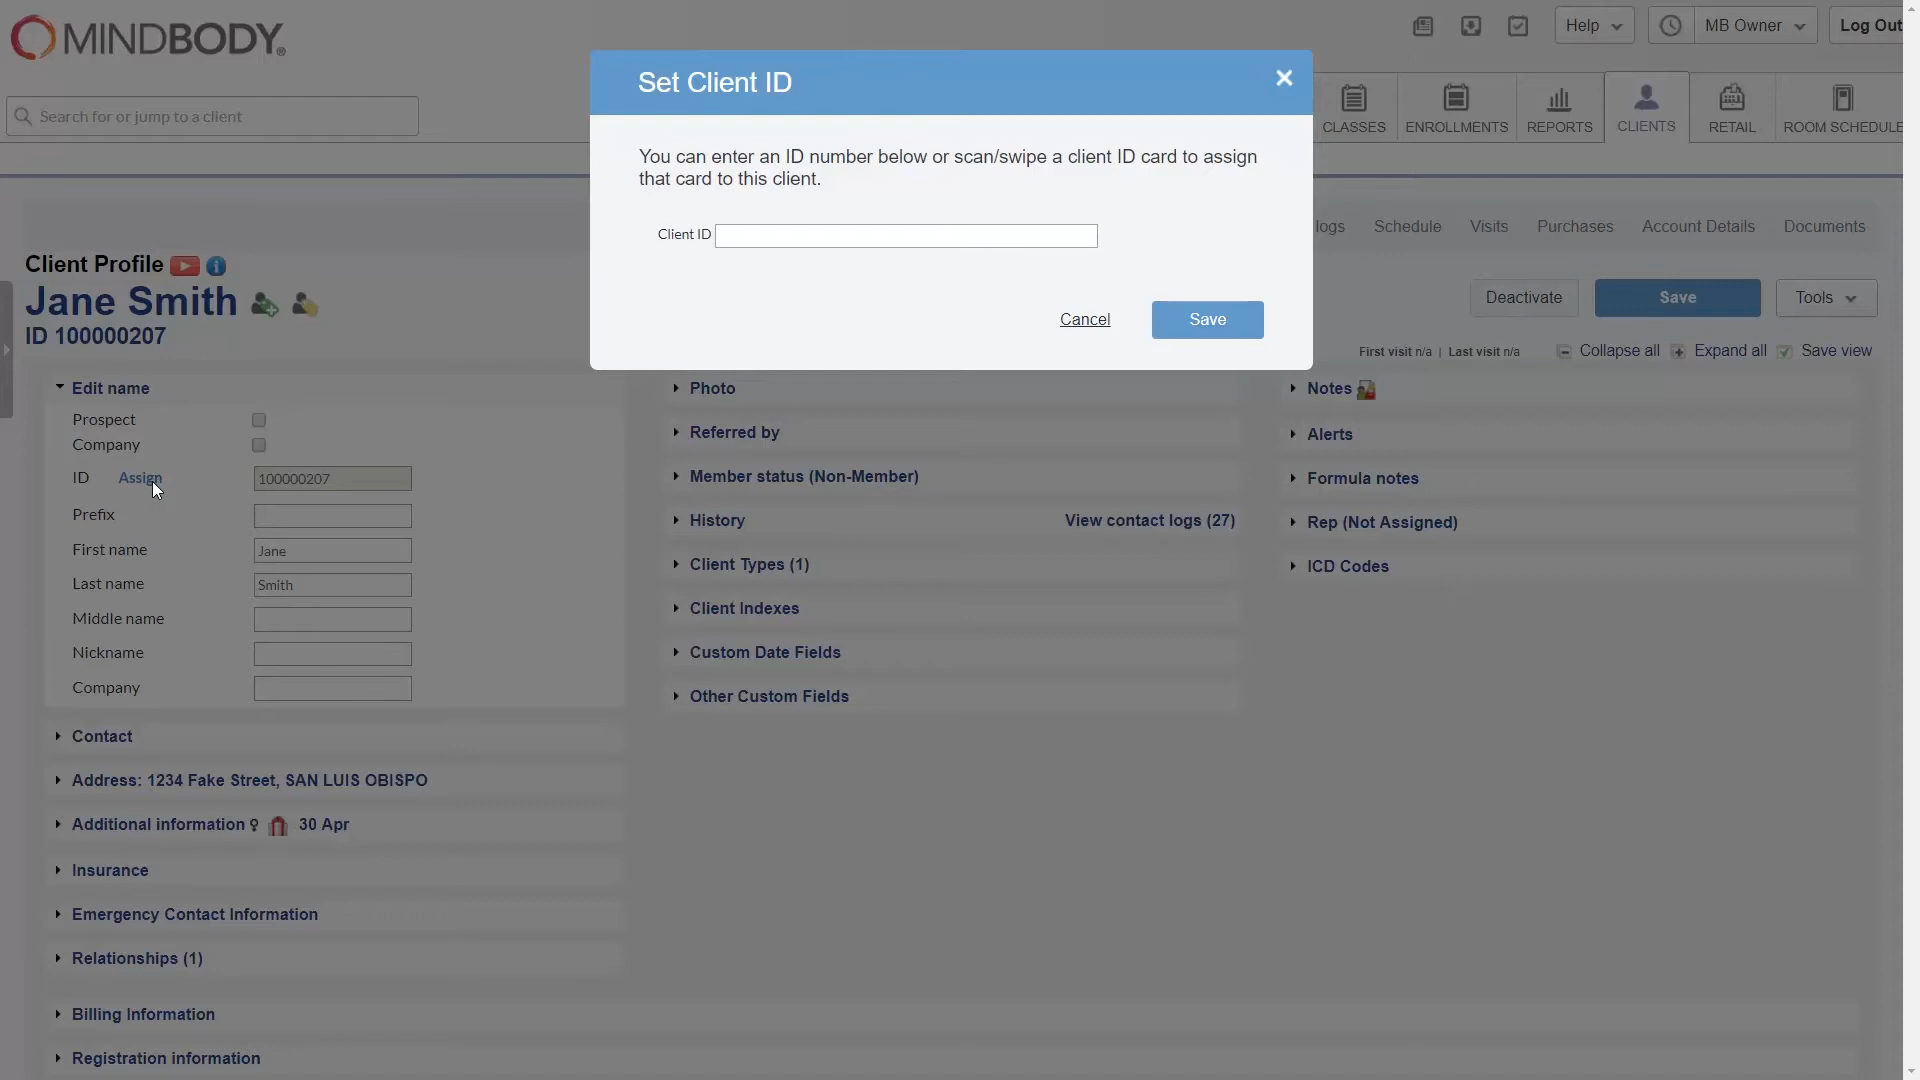 MINDBODY®
Help
MB Owner
Log Out
Search for or jump to a client
CLASSES
ENROLLMENTS
REPORTS
CLIENTS
RETAIL
ROOM SCHEDULE
Set Client ID
You can enter an ID number below or scan/swipe a client ID card to assign
that card to this client.
Client ID
Cancel
Save
logs
Schedule
Visits
Purchases
Account Details
Documents
Client Profile
Jane Smith
ID 100000207
Deactivate
Save
Tools
First visit n/a | Last visit n/a
Collapse all
Expand all
Save view
Edit name
Prospect
Company
ID
Assign
100000207
Prefix
First name
Jane
Last name
Smith
Middle name
Nickname
Company
Contact
Address: 1234 Fake Street, SAN LUIS OBISPO
Additional information
30 Apr
Insurance
Emergency Contact Information
Relationships (1)
Billing Information
Registration information
Photo
Referred by
Member status (Non-Member)
History
View contact logs (27)
Client Types (1)
Client Indexes
Custom Date Fields
Other Custom Fields
Notes
Alerts
Formula notes
Rep (Not Assigned)
ICD Codes